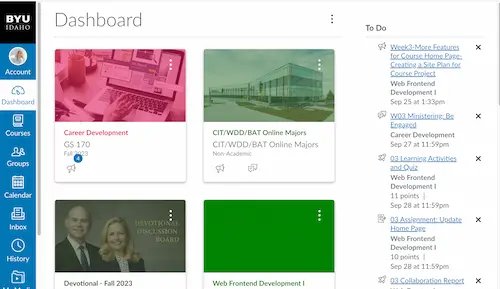 BYU
IDAHO
Account
Dashboard
Courses
Groups
Calendar
Inbox
History
Dashboard
Career Development
GS 170
Fall 2023
4
CIT/WDD/BAT Online Majors
CIT/WDD/BAT Online Majors
Non-Academic
DEVOTIONAL
DISCUSSION
BOARD
Devotional - Fall 2023
Web Frontend Development I
To Do
Week3-More Features
for Course Home Page-
Creating a Site Plan for
Course Project
Web Frontend
Development I
Sep 25 at 1:33pm
W03 Ministering: Be
Engaged
Career Development
Sep 27 at 11:59pm
03 Learning Activities
and Quiz
Web Frontend
Development I
11 points
Sep 28 at 11:59pm
03 Assignment: Update
Home Page
Web Frontend
Development I
10 points
Sep 28 at 11:59pm
03 Collaboration Report
Web Frontend